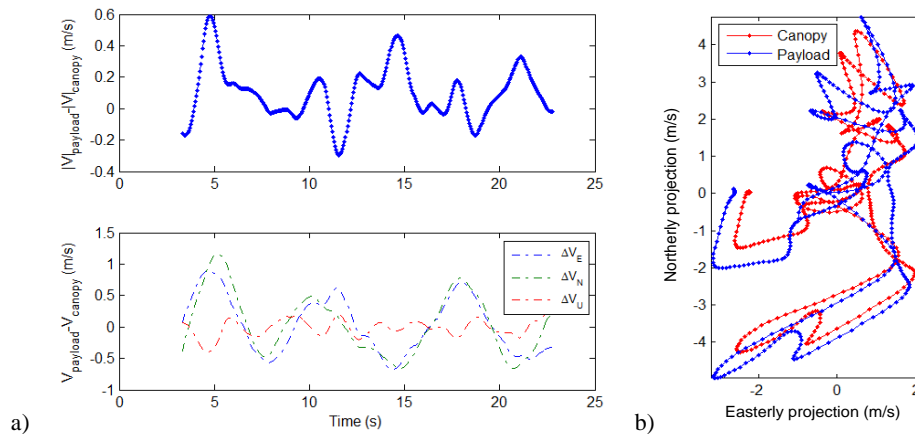 a)
|V|payload-|V|canopy (m/s)
0.6
0.4
0.2
0
-0.2
0.4
0 5 10 15 20 25
Vpayload-Vcanopy (m/s)
1.5
1
0.5
0
-0.5
-1
0 5 10 15 20 25
Time (s)
ΔVE
ΔVN
ΔVU
b)
Canopy
Payload
Northerly projection (m/s)
4
3
2
1
0
-1
-2
-3
-4
-2 -1 0 1 2
Easterly projection (m/s)